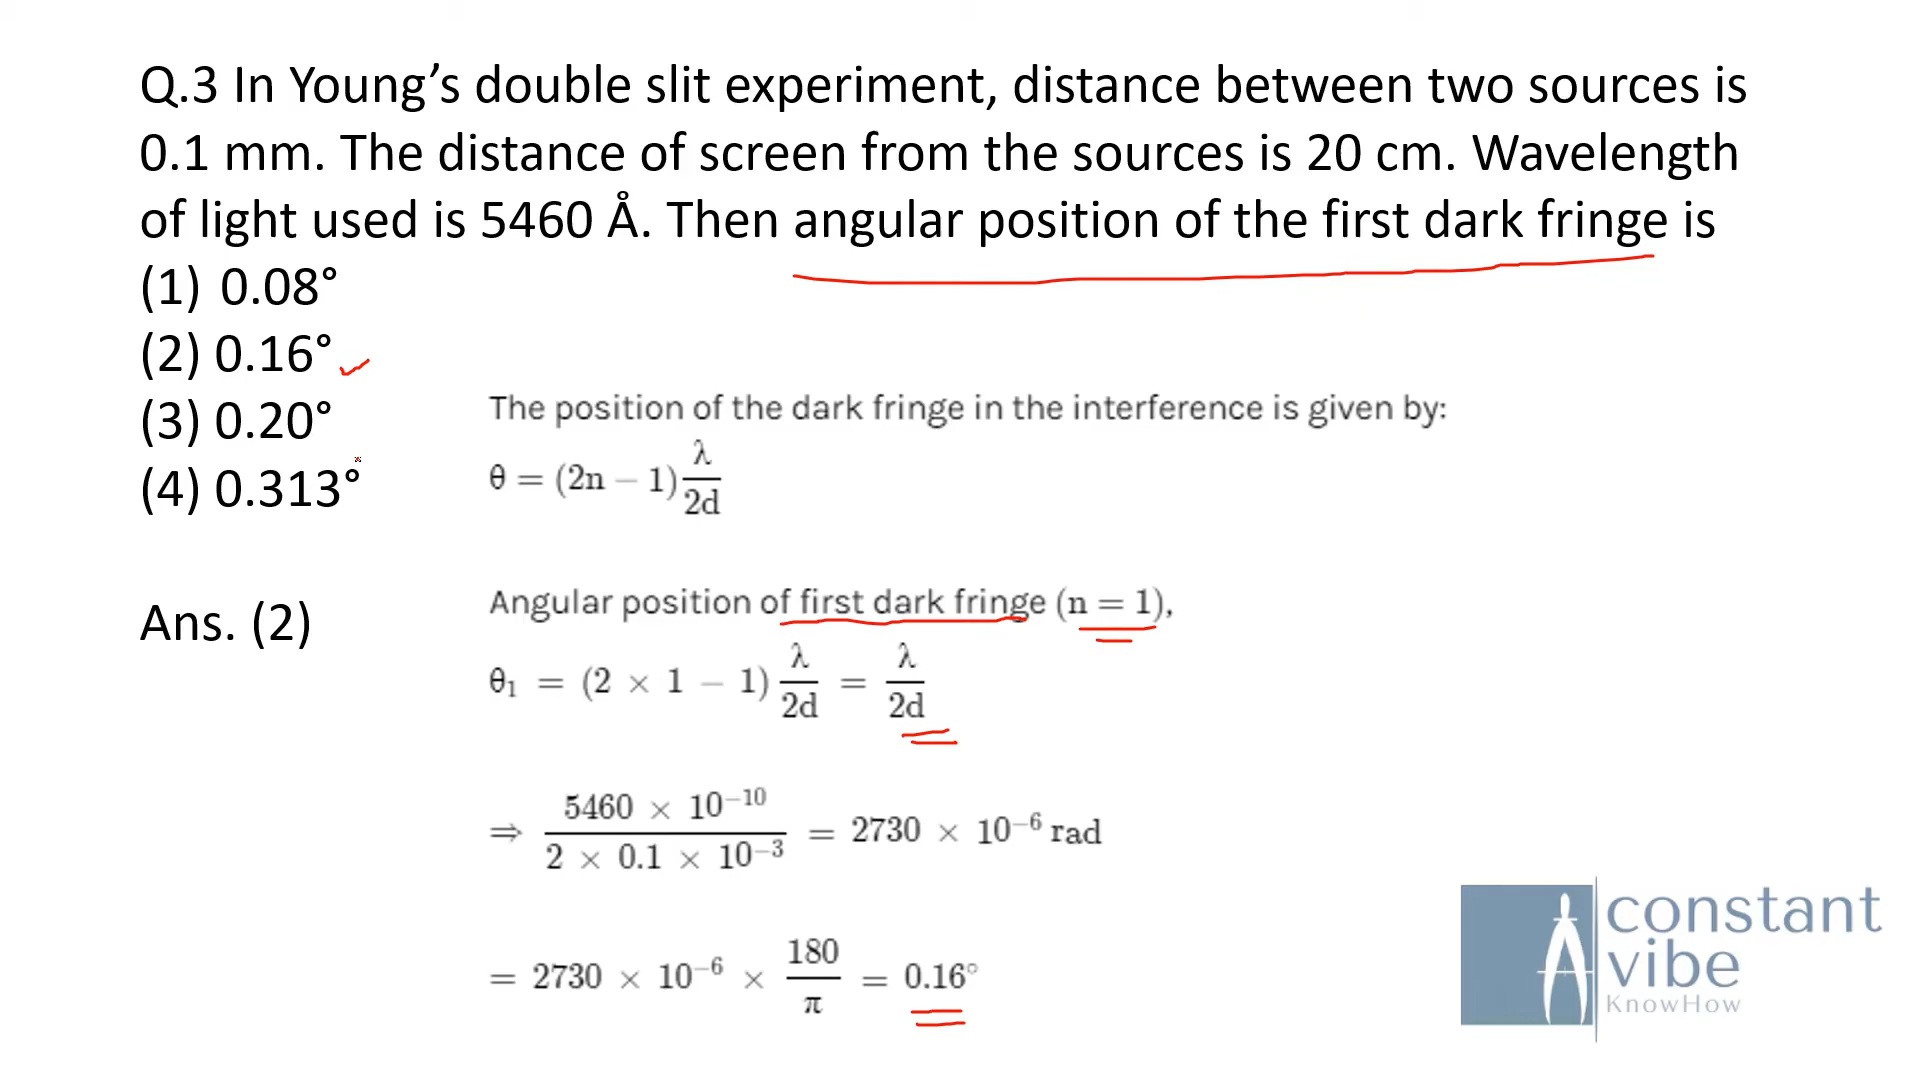 Q.3 In Young’s double slit experiment, distance between two sources is
0.1 mm. The distance of screen from the sources is 20 cm. Wavelength
of light used is 5460 Å. Then angular position of the first dark fringe is
(1) 0.08°
(2) 0.16°
(3) 0.20°
(4) 0.313°
The position of the dark fringe in the interference is given by:
θ = (2n − 1) λ/2d
Ans. (2)
Angular position of first dark fringe (n = 1),
θ₁ = (2 × 1 − 1) λ/2d = λ/2d
⇒ 5460 × 10⁻¹⁰ / 2 × 0.1 × 10⁻³ = 2730 × 10⁻⁶ rad
= 2730 × 10⁻⁶ × 180/π = 0.16°
constant
vibe
KnowHow